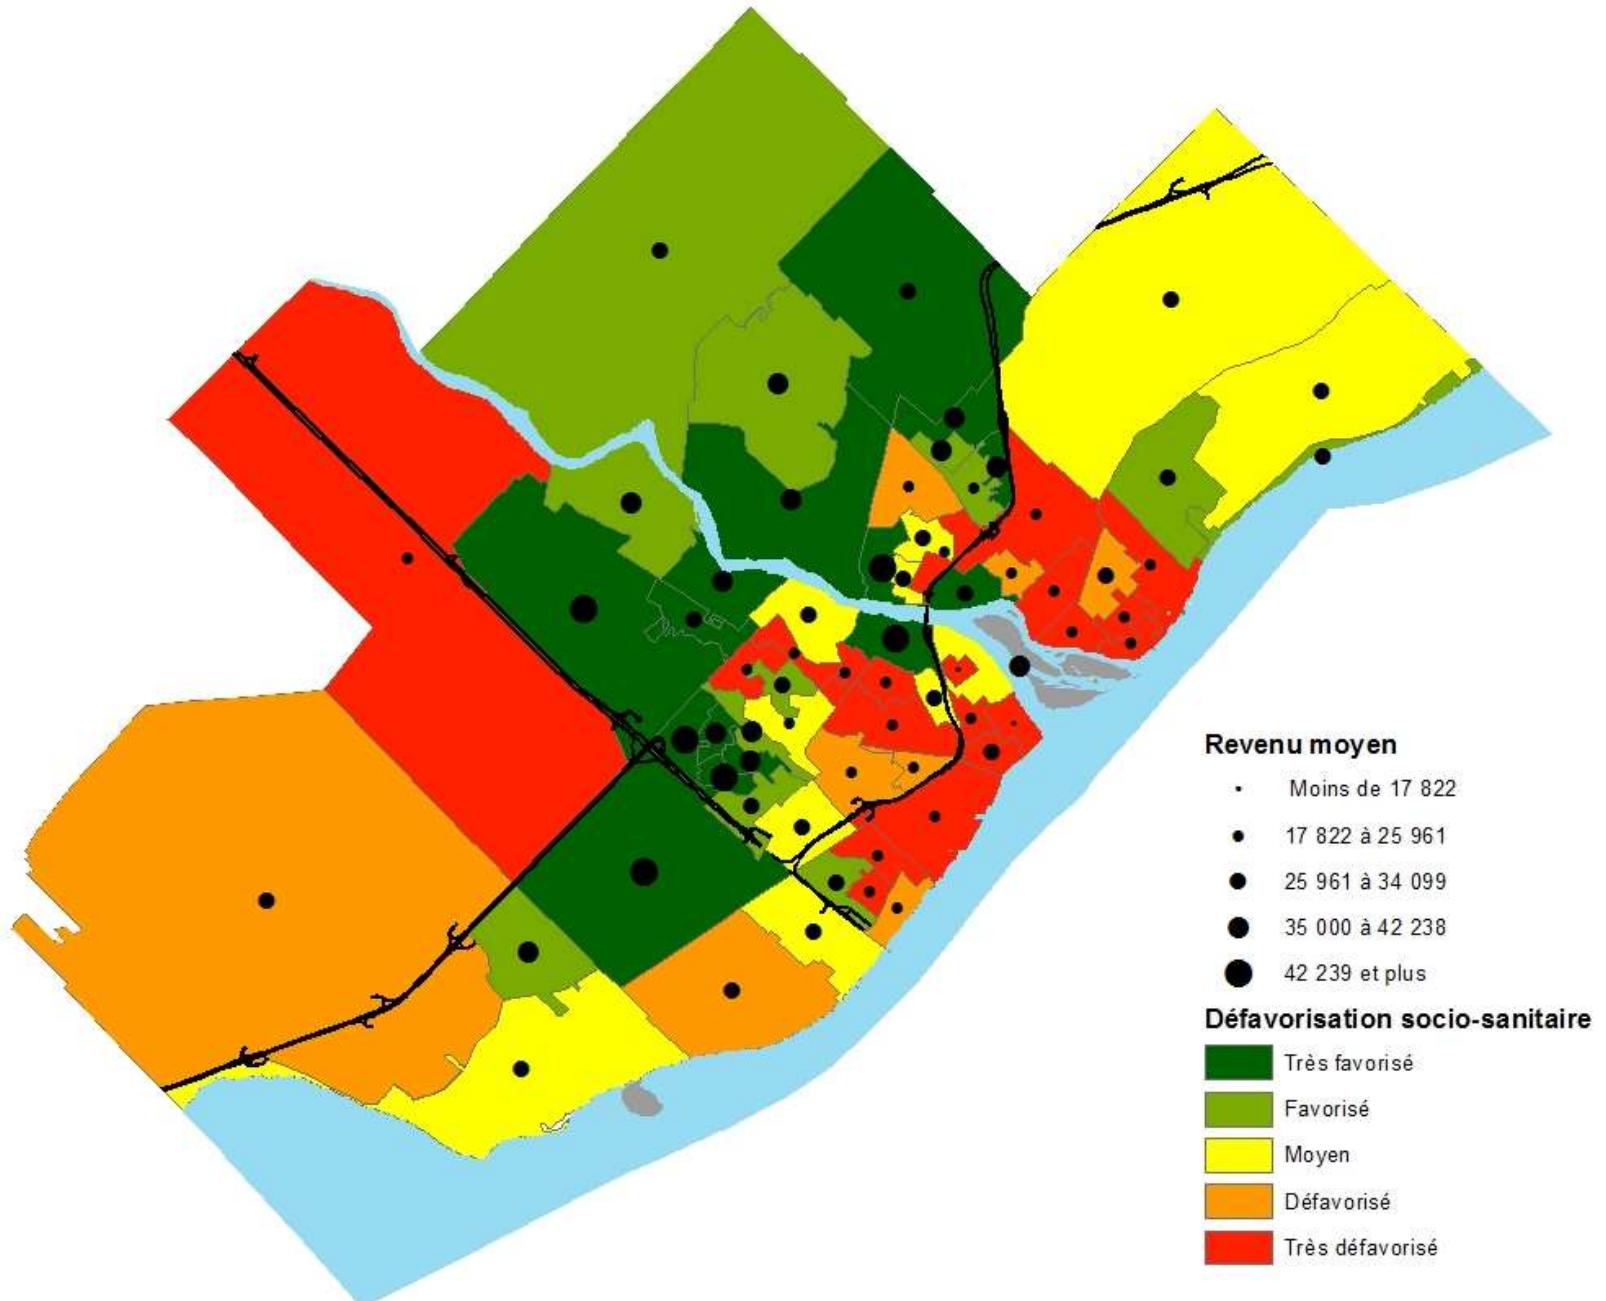 Revenu moyen
Moins de 17 822
17 822 à 25 961
25 961 à 34 099
35 000 à 42 238
42 239 et plus
Défavorisation socio-sanitaire
Très favorisé
Favorisé
Moyen
Défavorisé
Très défavorisé